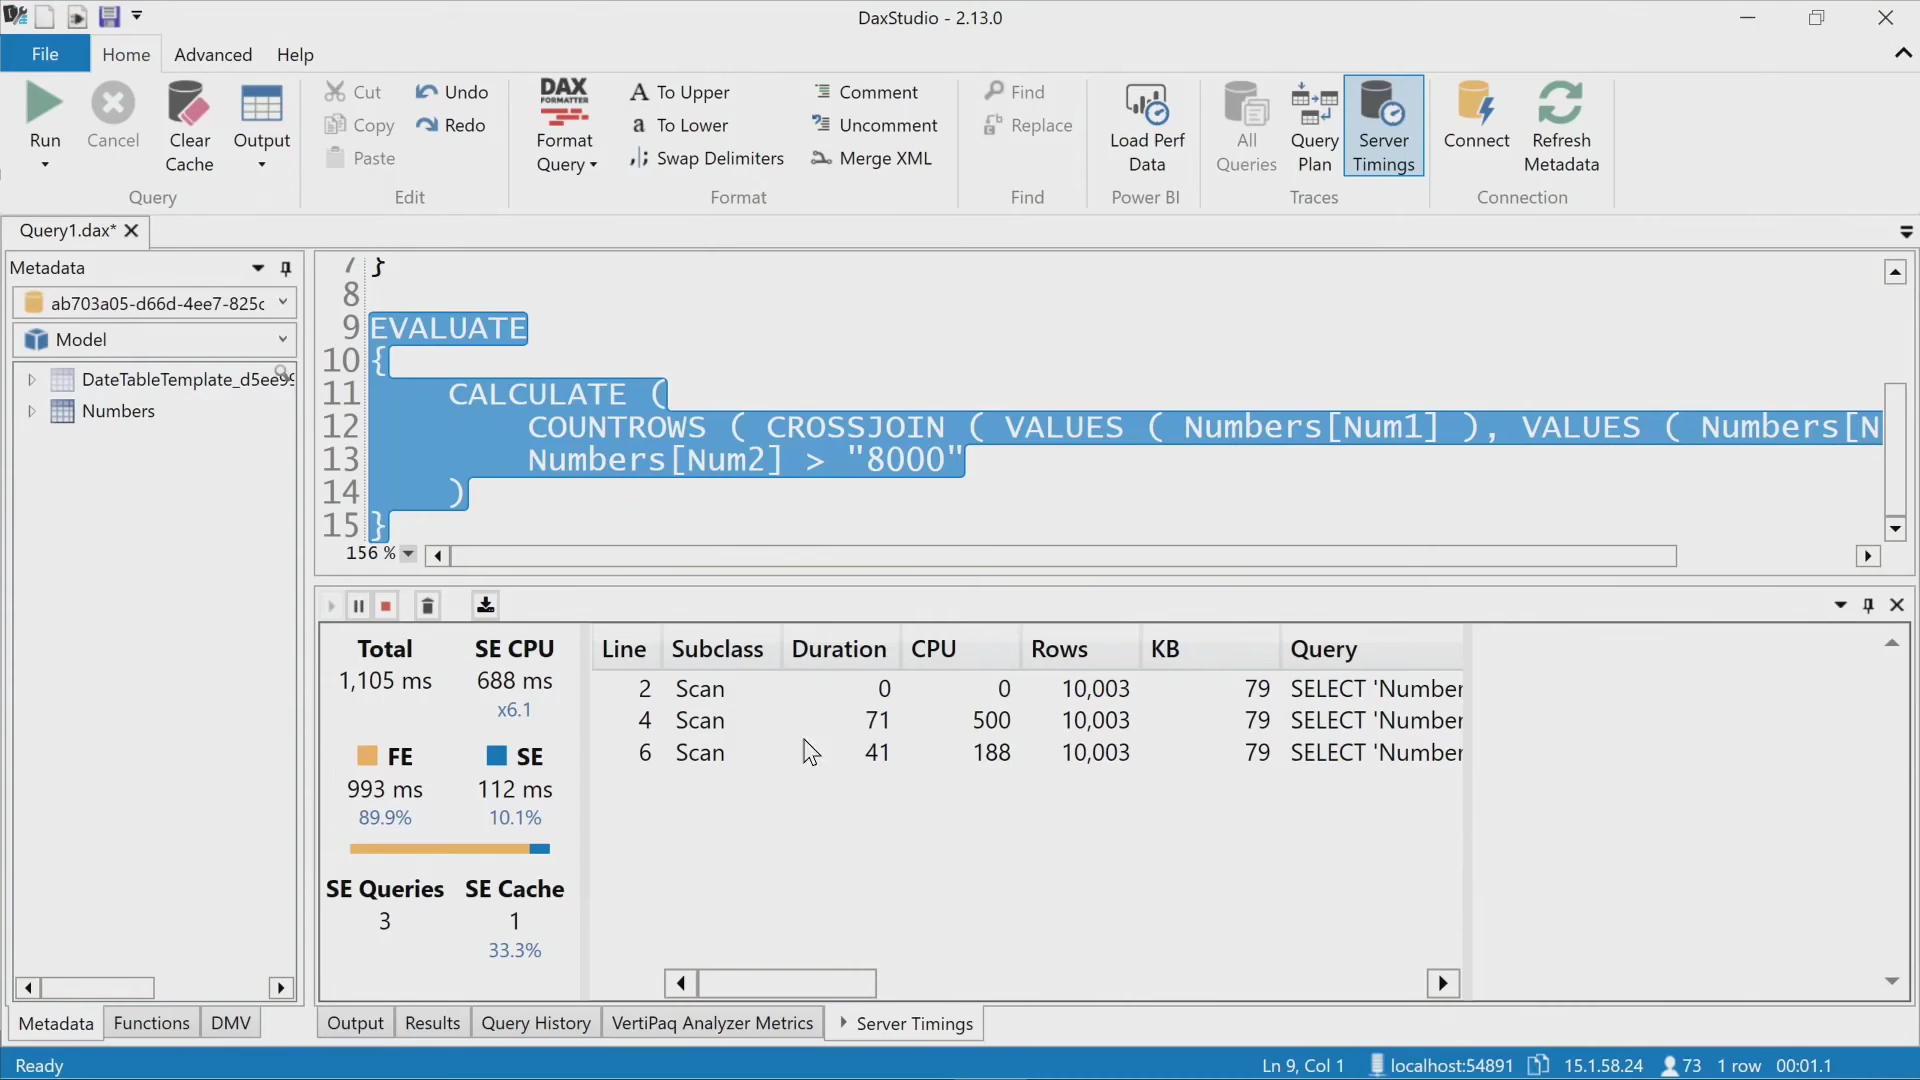 DaxStudio - 2.13.0
File Home Advanced Help
Run
Cancel
Clear Cache
Output
Query
Cut
Copy
Paste
Undo
Redo
Edit
DAX
FORMATTER
Format Query
To Upper
To Lower
Swap Delimiters
Comment
Uncomment
Merge XML
Format
Find
Replace
Find
Load Perf Data
Power BI
All Queries
Query Plan
Server Timings
Traces
Connect
Refresh Metadata
Connection
Query1.dax*
Metadata
ab703a05-d66d-4ee7-825c
Model
DateTableTemplate_d5ee99
Numbers
7 }
8
9 EVALUATE
10 {
11 CALCULATE (
12 COUNTROWS ( CROSSJOIN ( VALUES ( Numbers[Num1] ), VALUES ( Numbers[N
13 Numbers[Num2] > "8000"
14 )
15 }
156 %
Total SE CPU
1,105 ms 688 ms
x6.1
FE SE
993 ms 112 ms
89.9% 10.1%
SE Queries SE Cache
3 1
33.3%
Line Subclass Duration CPU Rows KB Query
2 Scan 0 0 10,003 79 SELECT 'Number
4 Scan 71 500 10,003 79 SELECT 'Number
6 Scan 41 188 10,003 79 SELECT 'Number
Metadata Functions DMV
Output Results Query History VertiPaq Analyzer Metrics Server Timings
Ready
Ln 9, Col 1 localhost:54891 15.1.58.24 73 1 row 00:01.1